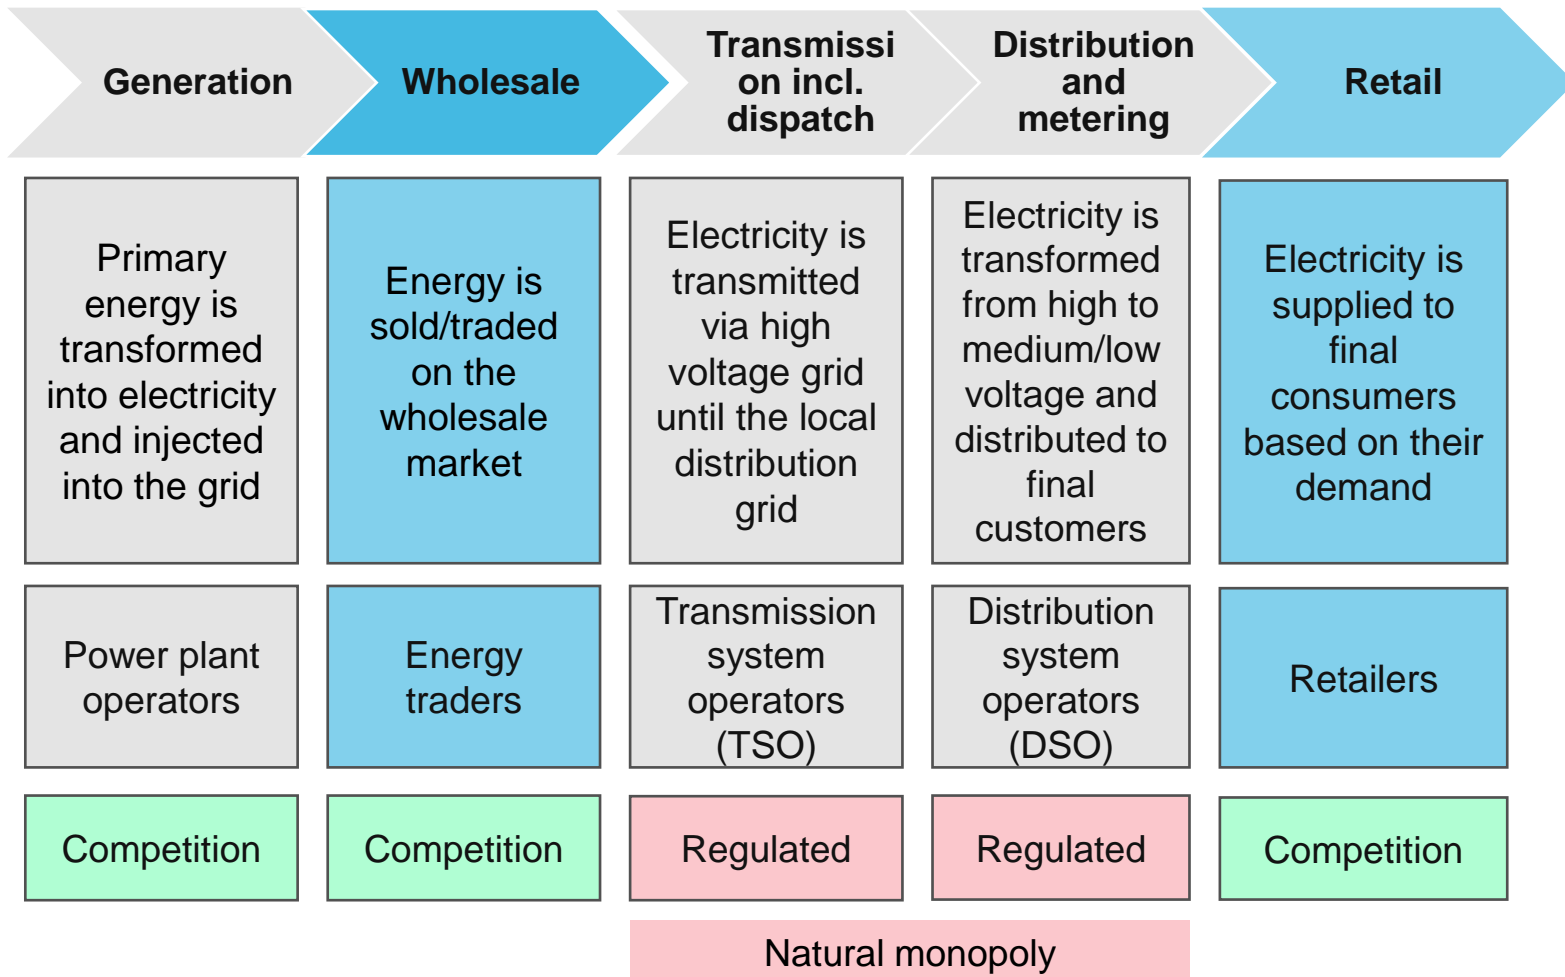 Generation
Wholesale
Transmissi
on incl.
dispatch
Distribution
and
metering
Retail
Primary
energy is
transformed
into electricity
and injected
into the grid
Energy is
sold/traded
on the
wholesale
market
Electricity is
transmitted
via high
voltage grid
until the local
distribution
grid
Electricity is
transformed
from high to
medium/low
voltage and
distributed to
final
customers
Electricity is
supplied to
final
consumers
based on their
demand
Power plant
operators
Energy
traders
Transmission
system
operators
(TSO)
Distribution
system
operators
(DSO)
Retailers
Competition
Competition
Regulated
Regulated
Competition
Natural monopoly